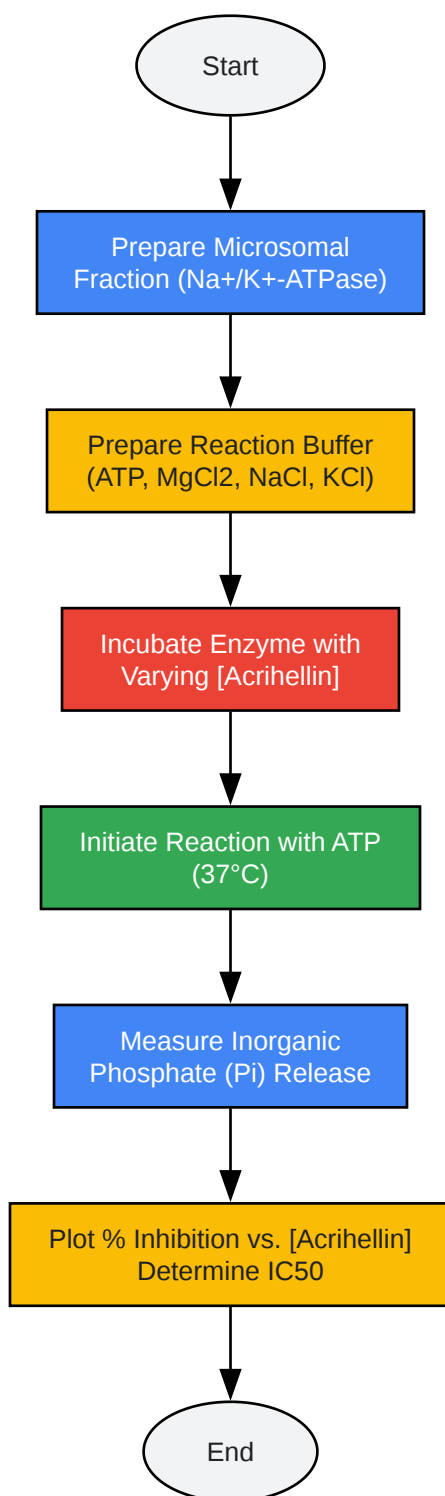 Start
Prepare Microsomal
Fraction (Na+/K+-ATPase)
Prepare Reaction Buffer
(ATP, MgCl2, NaCl, KCl)
Incubate Enzyme with
Varying [Acrihellin]
Initiate Reaction with ATP
(37°C)
Measure Inorganic
Phosphate (Pi) Release
Plot % Inhibition vs. [Acrihellin]
Determine IC50
End